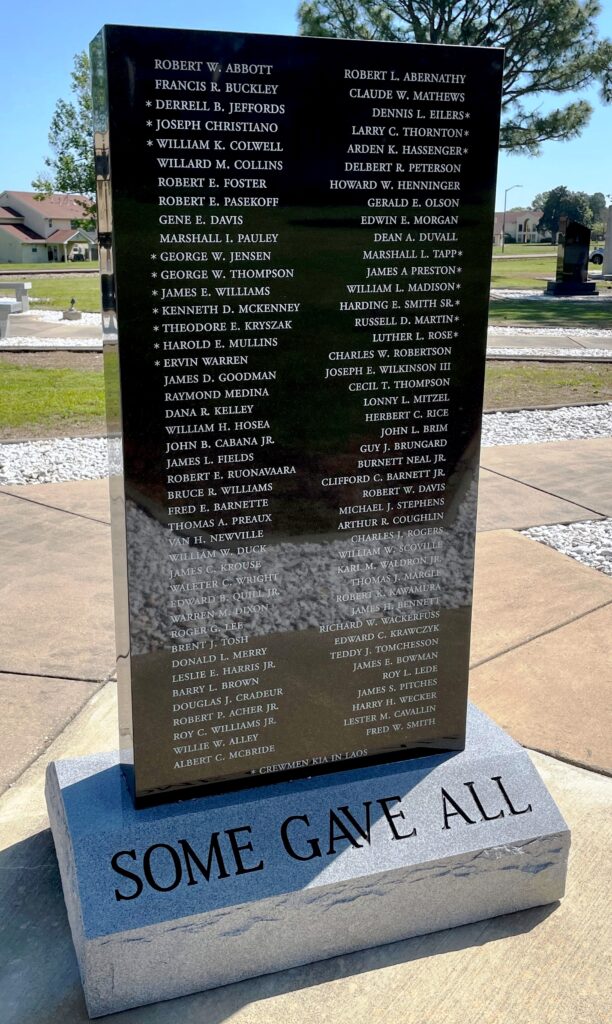 ROBERT W. ABBOTT
FRANCIS R. BUCKLEY
* DERRELL B. JEFFORDS
* JOSEPH CHRISTIANO
* WILLIAM K. COLWELL
WILLARD M. COLLINS
ROBERT E. FOSTER
ROBERT E. PASEKOFF
GENE E. DAVIS
MARSHALL I. PAULEY
* GEORGE W. JENSEN
* GEORGE W. THOMPSON
* JAMES E. WILLIAMS
* KENNETH D. MCKENNEY
* THEODORE E. KRYSZAK
* HAROLD E. MULLINS
* ERVIN WARREN
JAMES D. GOODMAN
RAYMOND MEDINA
DANA R. KELLEY
WILLIAM H. HOSEA
JOHN B. CABANA JR.
JAMES L. FIELDS
ROBERT E. RUONAVAARA
BRUCE R. WILLIAMS
FRED E. BARNETTE
THOMAS A. PREAUX
VAN H. NEWVILLE
WILLIAM W. DUCK
JAMES C. KROUSE
WALETER C. WRIGHT
EDWARD B. QUILL JR.
WARREN M. DIXON
ROGER G. LEE
BRENT J. TOSH
DONALD L. MERRY
LESLIE E. HARRIS JR.
BARRY L. BROWN
DOUGLAS J. CRADEUR
ROBERT P. ACHER JR.
ROY C. WILLIAMS JR.
WILLIE W. ALLEY
ALBERT C. MCBRIDE
ROBERT L. ABERNATHY
CLAUDE W. MATHEWS
DENNIS L. EILERS *
LARRY C. THORNTON *
ARDEN K. HASSENGER *
DELBERT R. PETERSON
HOWARD W. HENNINGER
GERALD E. OLSON
EDWIN E. MORGAN
DEAN A. DUVALL
MARSHALL L. TAPP *
JAMES A PRESTON *
WILLIAM L. MADISON *
HARDING E. SMITH SR. *
RUSSELL D. MARTIN *
LUTHER L. ROSE *
CHARLES W. ROBERTSON
JOSEPH E. WILKINSON III
CECIL T. THOMPSON
LONNY L. MITZEL
HERBERT C. RICE
JOHN L. BRIM
GUY J. BRUNGARD
BURNETT NEAL JR.
CLIFFORD C. BARNETT JR.
ROBERT W. DAVIS
MICHAEL J. STEPHENS
ARTHUR R. COUGHLIN
CHARLES J. ROGERS
WILLIAM W. SCOVILLE
KARL M. WALDRON JR.
THOMAS J. MARGLE
ROBERT K. KAWAMURA
JAMES H. BENNETT
RICHARD W. WACKERFUSS
EDWARD C. KRAWCZYK
TEDDY J. TOMCHESSON
JAMES E. BOWMAN
ROY L. LEDE
JAMES S. PITCHES
HARRY H. WECKER
LESTER M. CAVALLIN
FRED W. SMITH
* CREWMEN KIA IN LAOS
SOME GAVE ALL